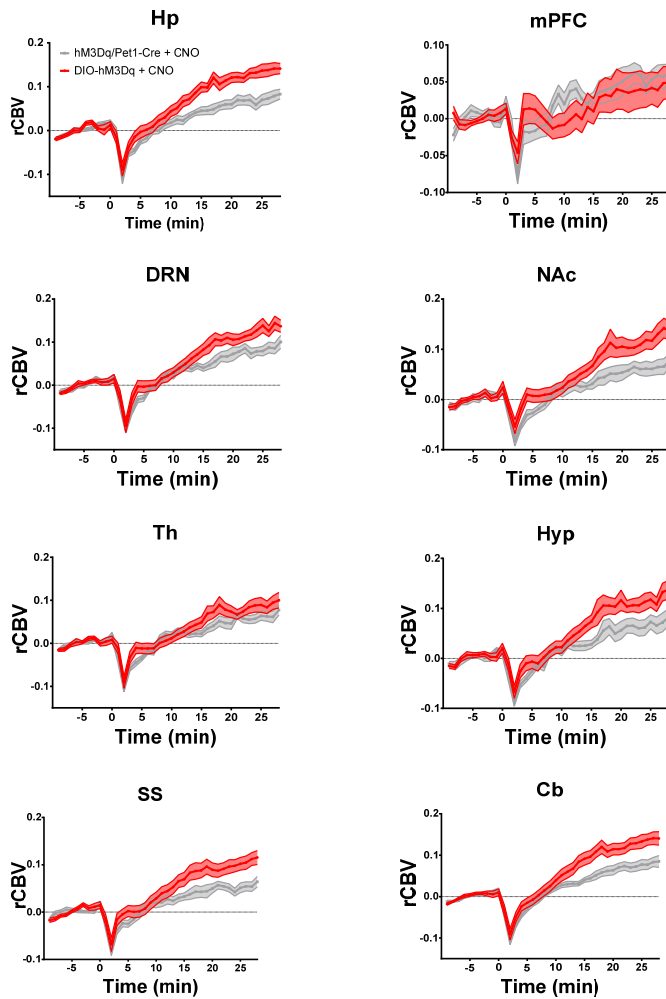 Hp
0.2
0.1
0.0
-0.1
rCBV
hM3Dq/Pet1-Cre + CNO
DIO-hM3Dq + CNO
-5 0 5 10 15 20 25
Time (min)
mPFC
0.10
0.05
0.00
-0.05
0.10
rCBV
-5 0 5 10 15 20 25
Time (min)
DRN
0.2
0.1
0.0
-0.1
rCBV
-5 0 5 10 15 20 25
Time (min)
NAc
0.2
0.1
0.0
-0.1
rCBV
-5 0 5 10 15 20 25
Time (min)
Th
0.2
0.1
0.0
-0.1
rCBV
-5 0 5 10 15 20 25
Time (min)
Hyp
0.2
0.1
0.0
-0.1
rCBV
-5 0 5 10 15 20 25
Time (min)
SS
0.2
0.1
0.0
-0.1
rCBV
-5 0 5 10 15 20 25
Time (min)
Cb
0.2
0.1
0.0
-0.1
rCBV
-5 0 5 10 15 20 25
Time (min)